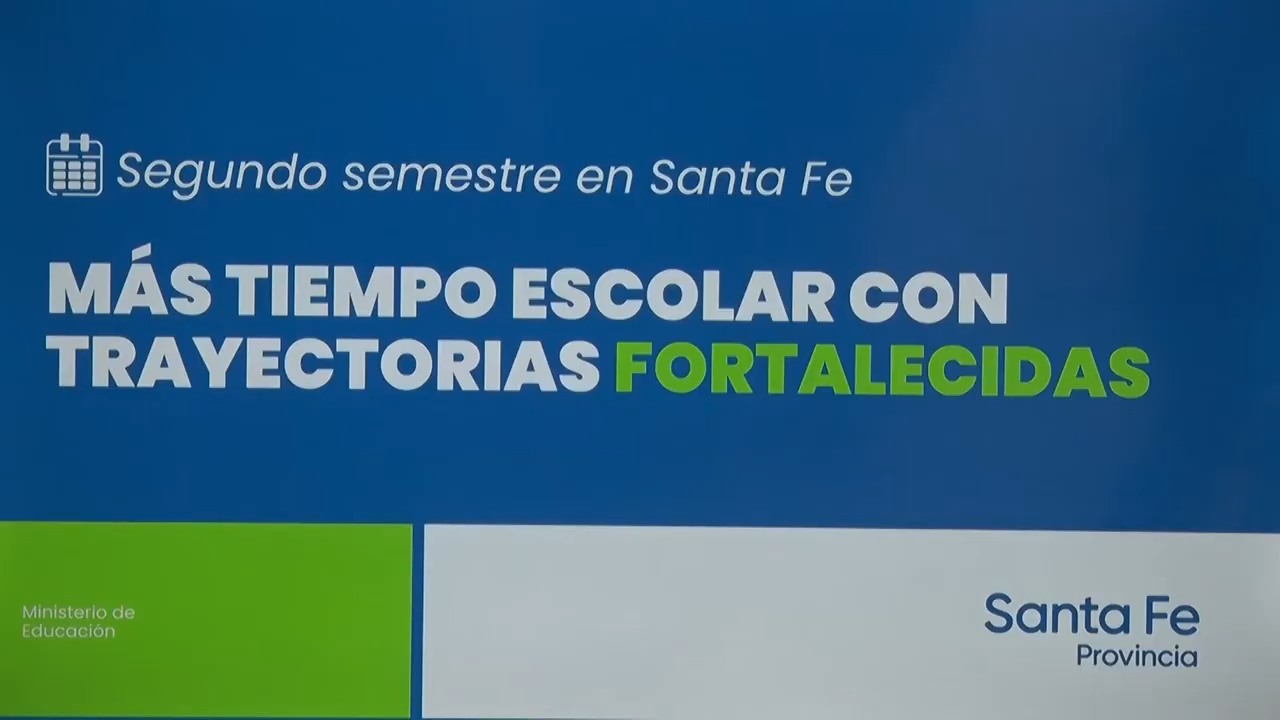 Segundo semestre en Santa Fe
MÁS TIEMPO ESCOLAR CON
TRAYECTORIAS FORTALECIDAS
Ministerio de
Educación
Santa Fe
Provincia